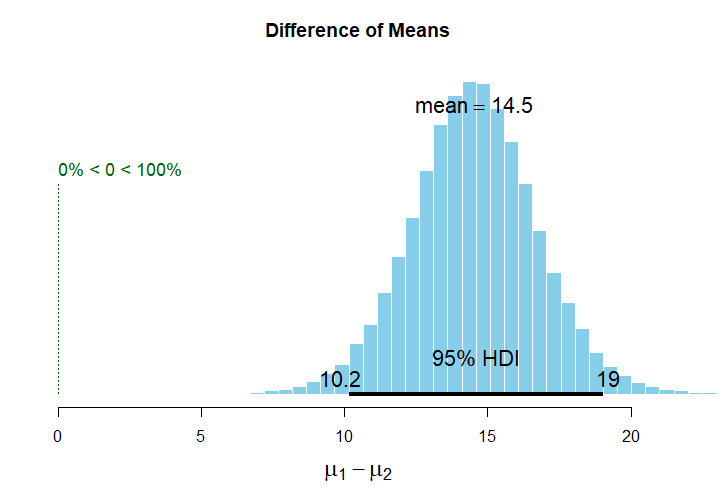 Difference of Means
mean = 14.5
0% < 0 < 100%
95% HDI
10.2 19
0 5 10 15 20
μ1 − μ2